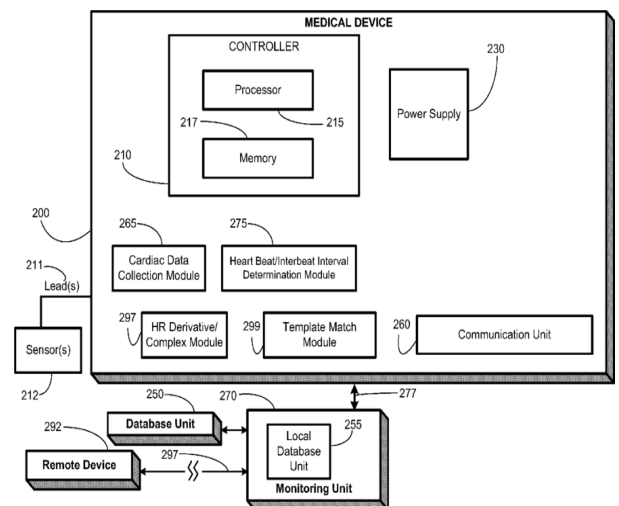 MEDICAL DEVICE
CONTROLLER
Processor
215
217
Memory
210
230
Power Supply
200
265
Cardiac Data
Collection Module
275
Heart Beat/Interbeat Interval
Determination Module
211
Lead(s)
Sensor(s)
212
297
HR Derivative/
Complex Module
299
Template Match
Module
260
Communication Unit
277
250
Database Unit
270
255
Local
Database
Unit
Monitoring Unit
292
Remote Device
297